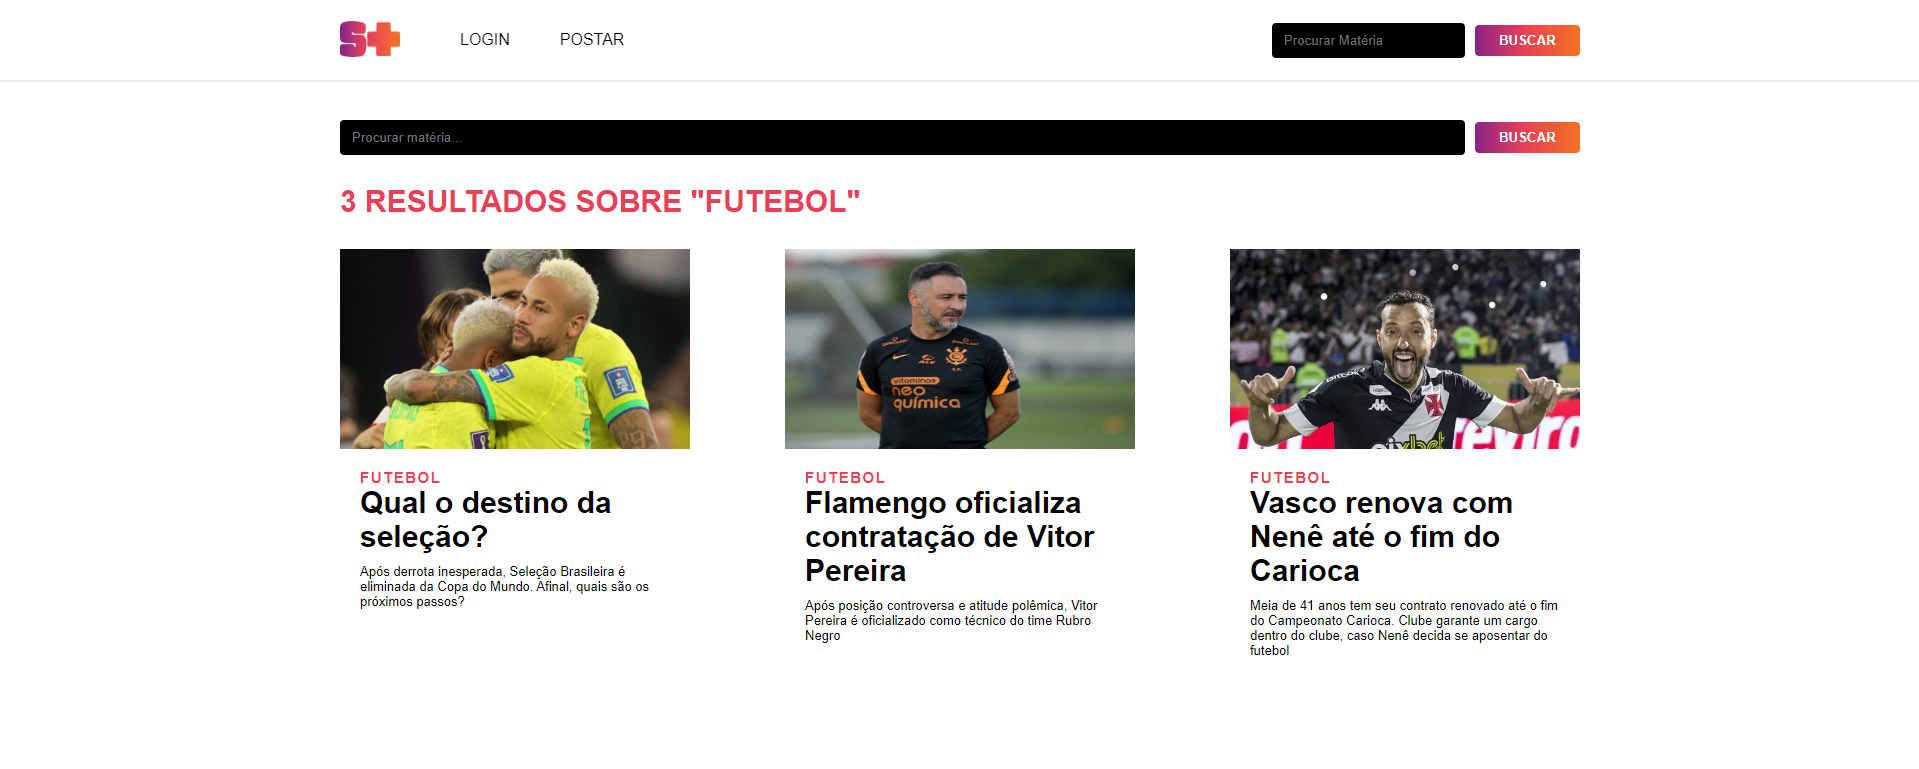 S+
LOGIN
POSTAR
Procurar Matéria
BUSCAR
Procurar matéria...
BUSCAR
3 RESULTADOS SOBRE "FUTEBOL"
vitaminas
neo
química
FUTEBOL
Qual o destino da
seleção?
Após derrota inesperada, Seleção Brasileira é
eliminada da Copa do Mundo. Afinal, quais são os
próximos passos?
FUTEBOL
Flamengo oficializa
contratação de Vitor
Pereira
Após posição controversa e atitude polêmica, Vitor
Pereira é oficializado como técnico do time Rubro
Negro
FUTEBOL
Vasco renova com
Nenê até o fim do
Carioca
Meia de 41 anos tem seu contrato renovado até o fim
do Campeonato Carioca. Clube garante um cargo
dentro do clube, caso Nenê decida se aposentar do
futebol